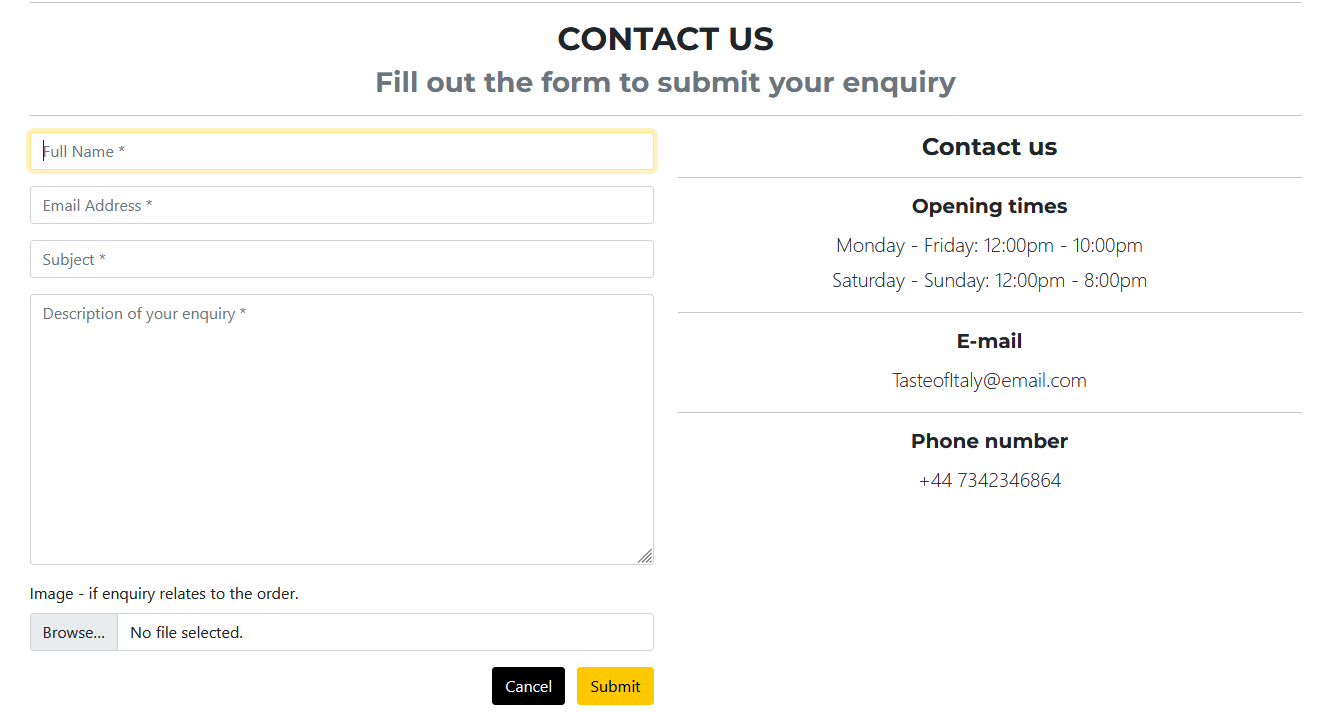 CONTACT US
Fill out the form to submit your enquiry
Full Name *
Email Address *
Subject *
Description of your enquiry *
Image - if enquiry relates to the order.
Browse... No file selected.
Cancel Submit
Contact us
Opening times
Monday - Friday: 12:00pm - 10:00pm
Saturday - Sunday: 12:00pm - 8:00pm
E-mail
TasteofItaly@email.com
Phone number
+44 7342346864